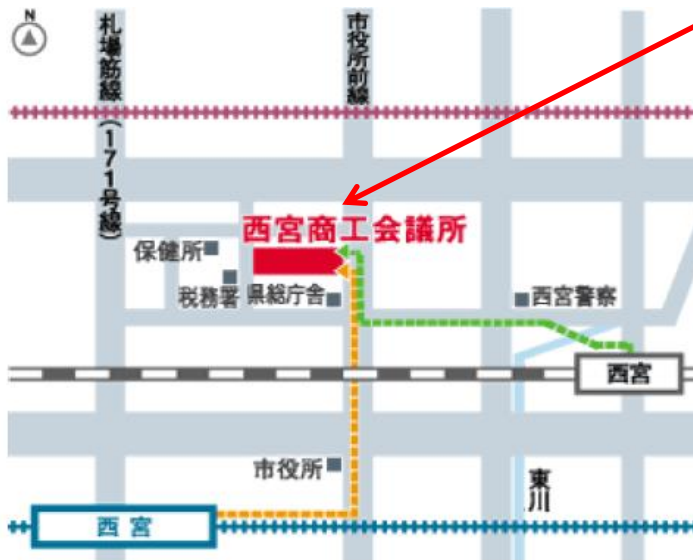 N
札場筋線(171号線)
市役所前線
西宮商工会議所
保健所
税務署
県総庁舎
西宮警察
西宮
市役所
東川
西宮